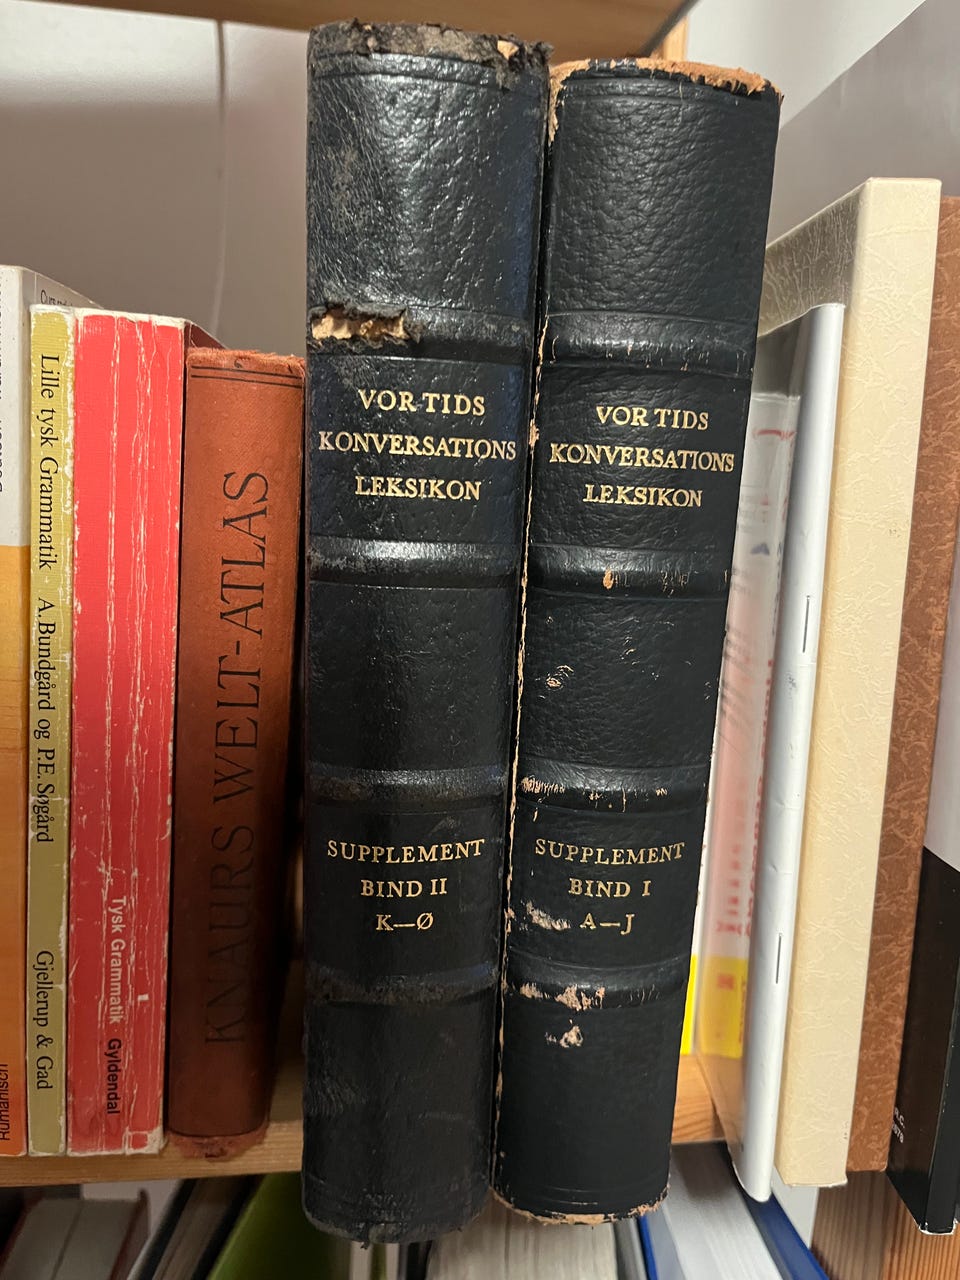 Lille tysk Grammatik · A. Bundgård og P.E. Søgård
Gjellerup & Gad
Tysk Grammatik · Gyldendal
KNAURS WELT-ATLAS
VOR TIDS
KONVERSATIONS
LEKSIKON
SUPPLEMENT
BIND II
K—Ø
VOR TIDS
KONVERSATIONS
LEKSIKON
SUPPLEMENT
BIND I
A—J